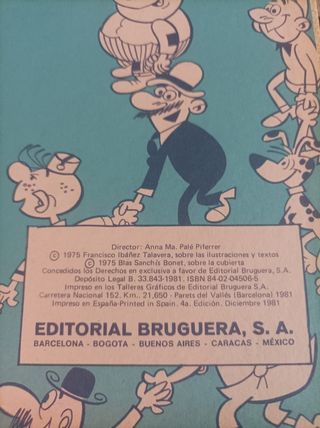 Director: Anna Ma. Palé Piferrer
© 1975 Francisco Ibáñez Talavera, sobre las ilustraciones y textos
© 1975 Blas Sanchís Bonet, sobre la cubierta
Concedidos los Derechos en exclusiva a favor de Editorial Bruguera, S.A.
Depósito Legal B. 33.843-1981. ISBN 84-02-04506-5
Impreso en los Talleres Gráficos de Editorial Bruguera S.A.
Carretera Nacional 152, Km., 21,650 - Parets del Vallés (Barcelona) 1981
Impreso en España-Printed in Spain. 4a. Edición. Diciembre 1981
EDITORIAL BRUGUERA, S. A.
BARCELONA - BOGOTA - BUENOS AIRES - CARACAS - MÉXICO